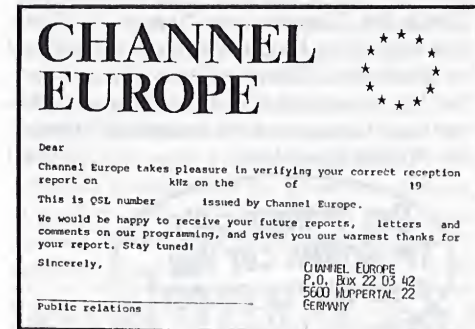 CHANNEL
EUROPE
Dear
Channel Europe takes pleasure in verifying your correct reception
report on kHz on the of 19
This is QSL number issued by Channel Europe.
We would be happy to receive your future reports, letters and
comments on our programming, and gives you our warmest thanks for
your report. Stay tuned!
Sincerely,
Public relations
CHANNEL EUROPE
P.O. BOX 22 03 42
5600 WUPPERTAL 22
GERMANY